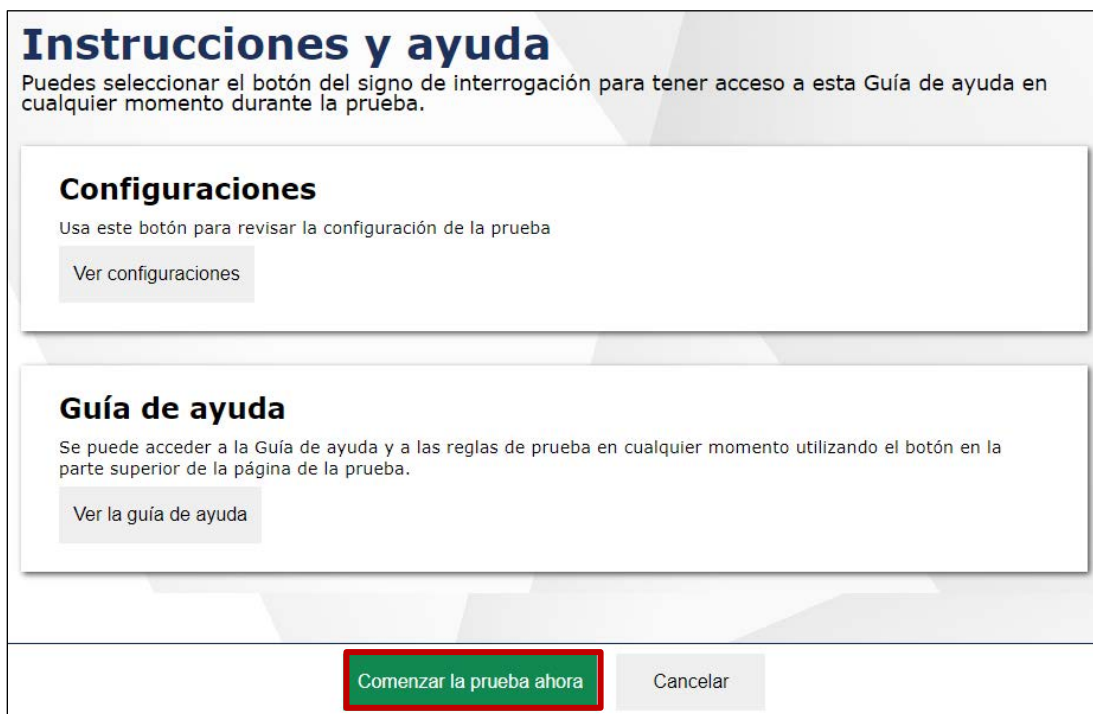 Instrucciones y ayuda
Puedes seleccionar el botón del signo de interrogación para tener acceso a esta Guía de ayuda en
cualquier momento durante la prueba.
Configuraciones
Usa este botón para revisar la configuración de la prueba
Ver configuraciones
Guía de ayuda
Se puede acceder a la Guía de ayuda y a las reglas de prueba en cualquier momento utilizando el botón en la
parte superior de la página de la prueba.
Ver la guía de ayuda
Comenzar la prueba ahora
Cancelar